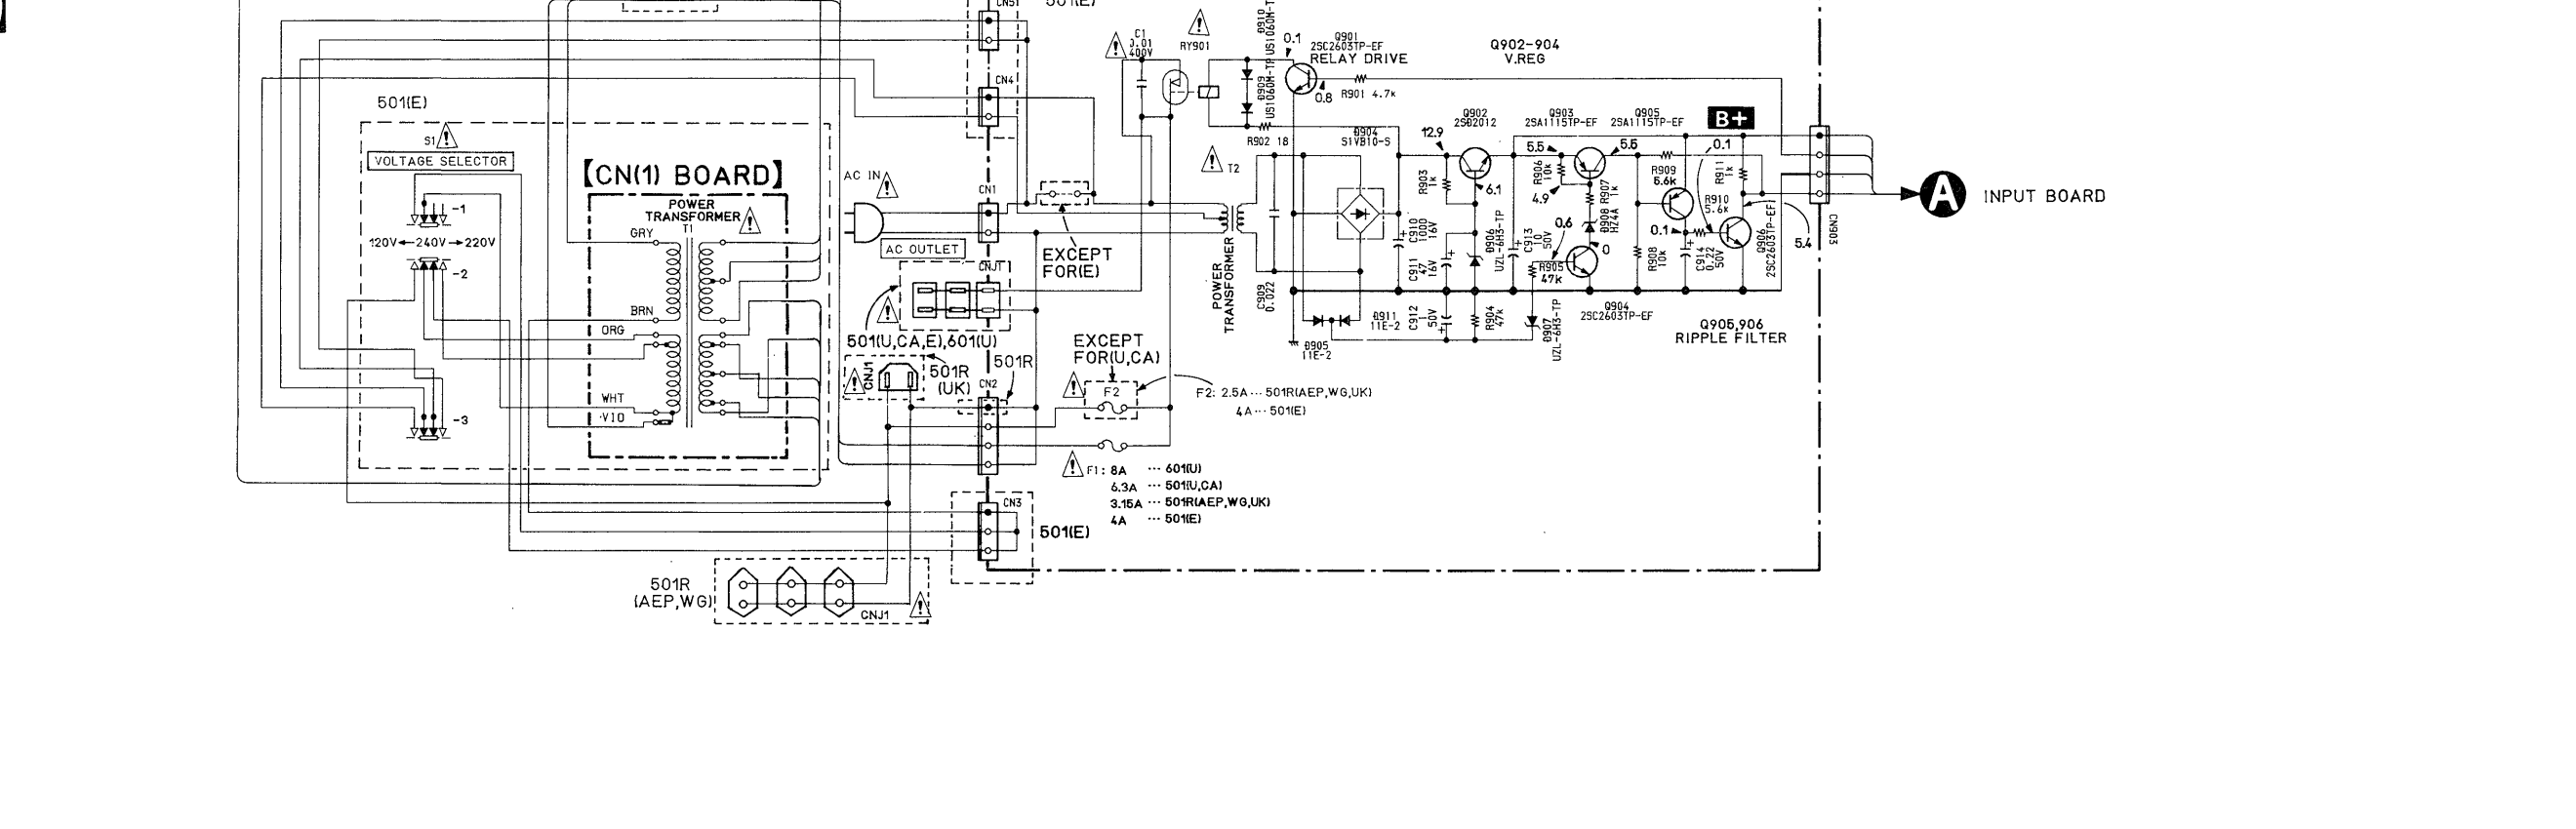 CN51
501(E)
CN4
501(E)
S1
VOLTAGE SELECTOR
-1
120V 240V 220V
-2
-3
【CN(1) BOARD】
POWER
TRANSFORMER
T1
GRY
BRN
ORG
WHT
VIO
AC IN
CN1
AC OUTLET
CNJ1
EXCEPT
FOR(E)
501(U,CA,E),601(U)
CNJ1
501R
(UK)
501R
CN2
EXCEPT
FOR(U,CA)
F2
F2: 2.5A ··· 501R(AEP,WG,UK)
4A ··· 501(E)
F1: 8A ··· 601(U)
6.3A ··· 501(U,CA)
3.15A ··· 501R(AEP,WG,UK)
4A ··· 501(E)
CN3
501(E)
501R
(AEP,WG)
CNJ1
C1
0.01
400V
RY901
D910
D909
US1060M-TP
0.1
Q901
2SC2603TP-EF
RELAY DRIVE
0.8
R901 4.7k
R902 18
T2
POWER
TRANSFORMER
C909
0.022
D904
S1VB10-S
D905
11E-2
D911
11E-2
Q902-904
V.REG
12.9
Q902
2SD2012
R903
1k
6.1
C910
1000
16V
C911
47
16V
C912
1
50V
D906
UZL-6H3-TP
R904
47k
C913
10
50V
Q903
2SA1115TP-EF
5.5
R906
10k
4.9
R907
1k
D908
HZ4A
0.6
0
R905
47k
D907
UZL-6H3-TP
Q904
2SC2603TP-EF
Q905
2SA1115TP-EF
B+
0.1
R909
5.6k
R908
10k
R910
5.6k
0.1
C914
0.22
50V
R911
1k
Q906
2SC2603TP-EF
5.4
Q905,906
RIPPLE FILTER
CN903
A INPUT BOARD